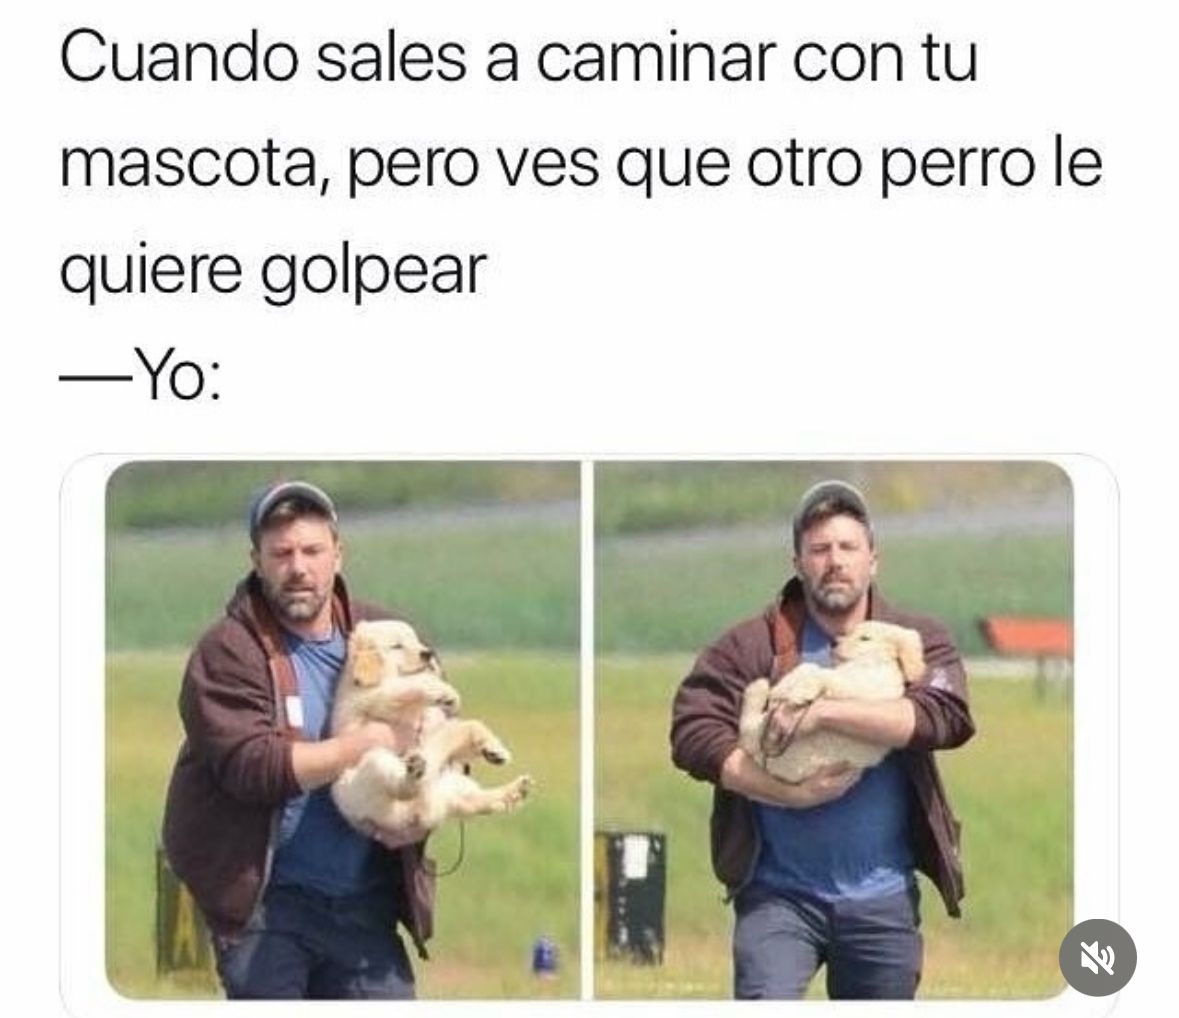 Cuando sales a caminar con tu
mascota, pero ves que otro perro le
quiere golpear
—Yo: